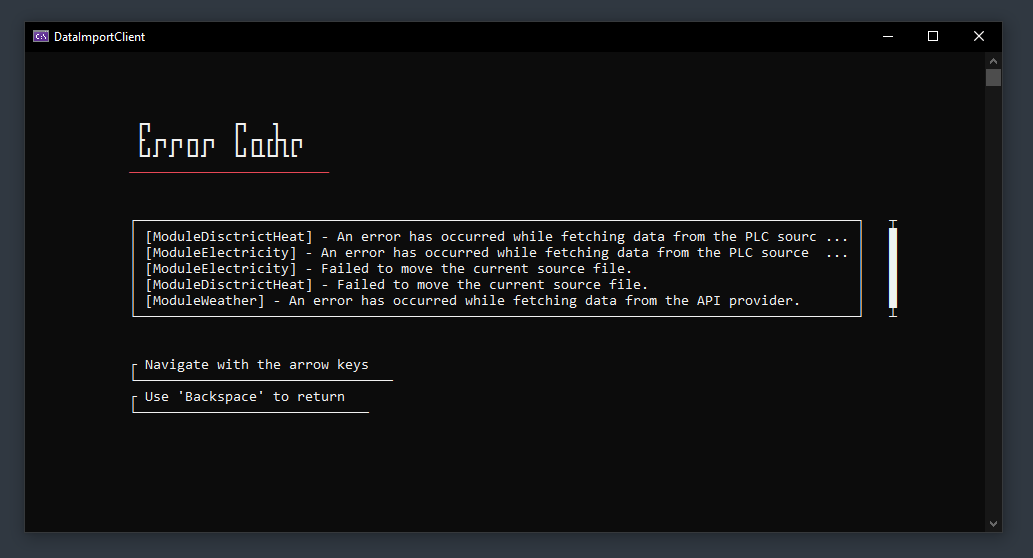 DataImportClient
Error Cache
[ModuleDisctrictHeat] - An error has occurred while fetching data from the PLC sourc ...
[ModuleElectricity] - An error has occurred while fetching data from the PLC source  ...
[ModuleElectricity] - Failed to move the current source file.
[ModuleDisctrictHeat] - Failed to move the current source file.
[ModuleWeather] - An error has occurred while fetching data from the API provider.
Navigate with the arrow keys
Use 'Backspace' to return